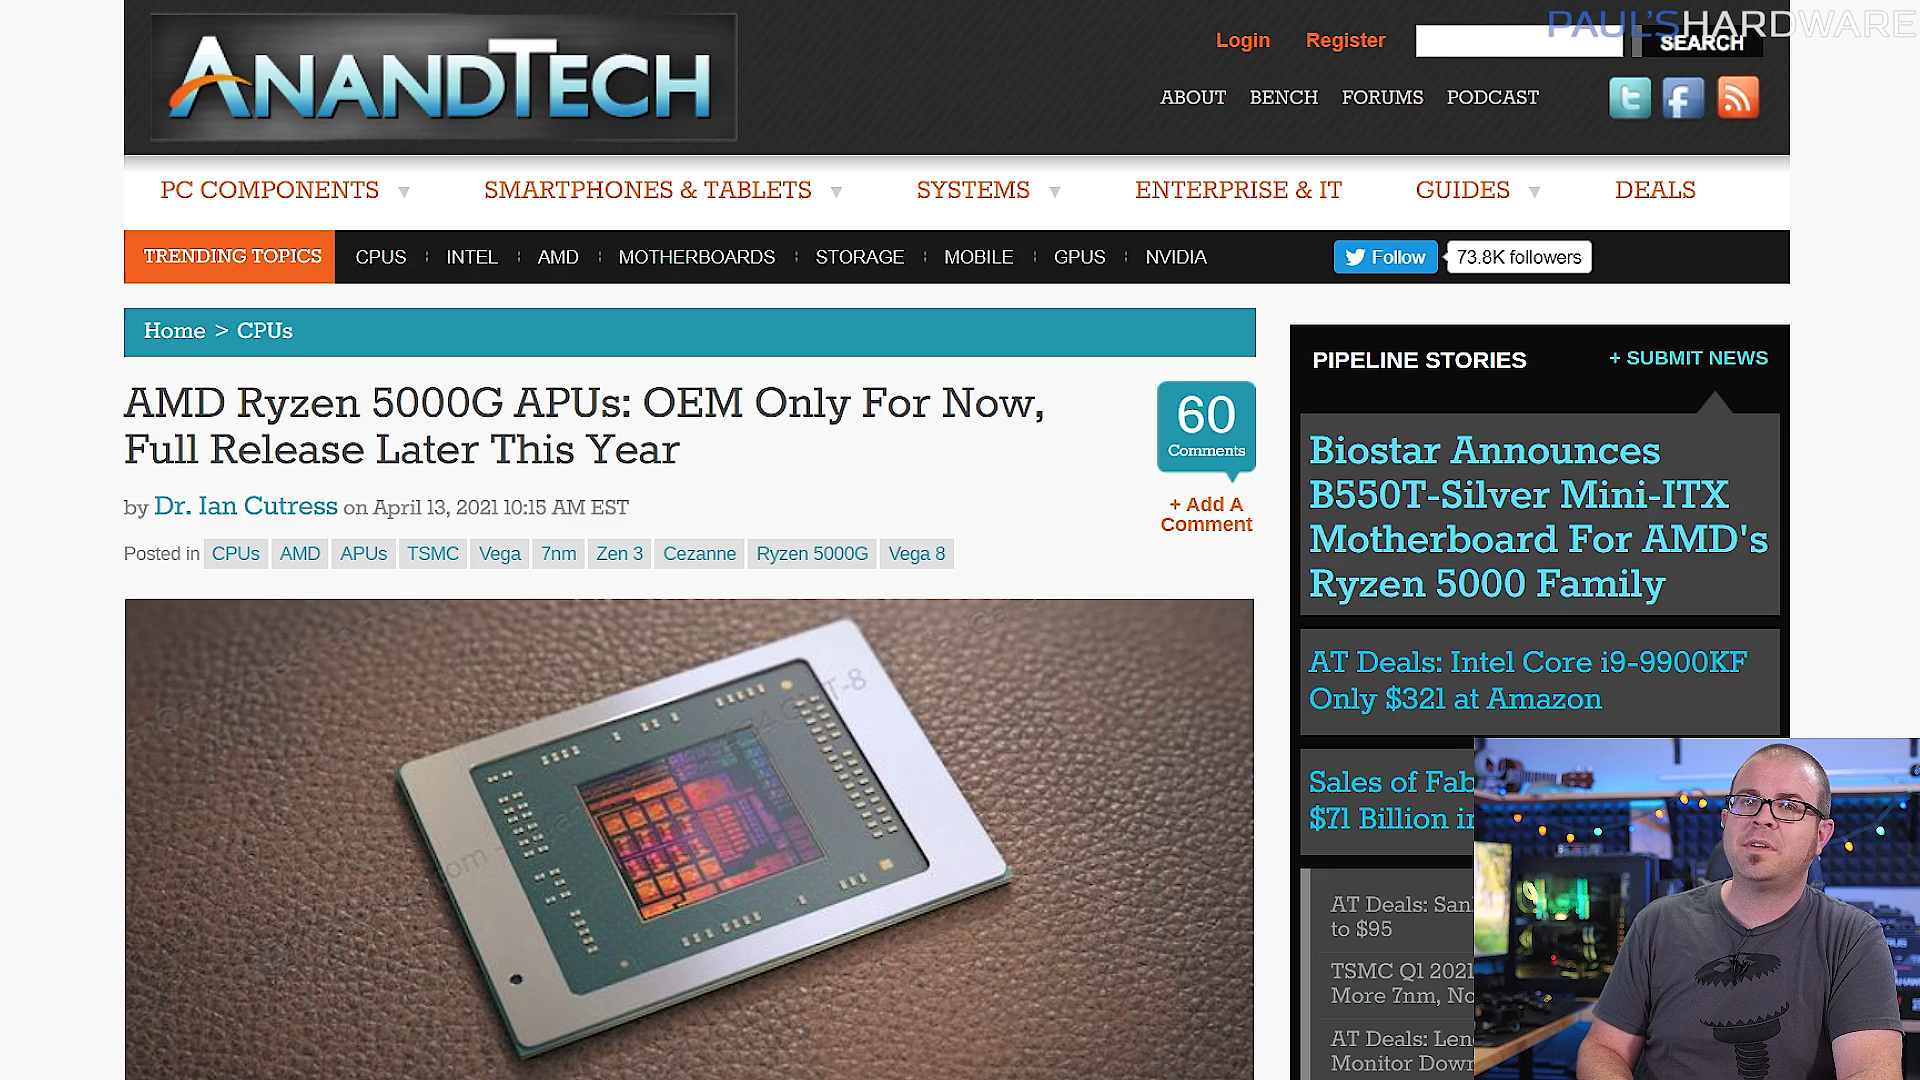 PAUL'SHARDWARE
ANANDTECH
Login
Register
SEARCH
ABOUT
BENCH
FORUMS
PODCAST
PC COMPONENTS
SMARTPHONES & TABLETS
SYSTEMS
ENTERPRISE & IT
GUIDES
DEALS
TRENDING TOPICS
CPUS
INTEL
AMD
MOTHERBOARDS
STORAGE
MOBILE
GPUS
NVIDIA
Follow
73.8K followers
Home > CPUs
AMD Ryzen 5000G APUs: OEM Only For Now,
Full Release Later This Year
by Dr. Ian Cutress on April 13, 2021 10:15 AM EST
60
Comments
+ Add A
Comment
Posted in CPUs AMD APUs TSMC Vega 7nm Zen 3 Cezanne Ryzen 5000G Vega 8
PIPELINE STORIES
+ SUBMIT NEWS
Biostar Announces
B550T-Silver Mini-ITX
Motherboard For AMD's
Ryzen 5000 Family
AT Deals: Intel Core i9-9900KF
Only $321 at Amazon
Sales of Fab
$71 Billion in
AT Deals: San
to $95
TSMC Q1 2021
More 7nm, No
AT Deals: Len
Monitor Down